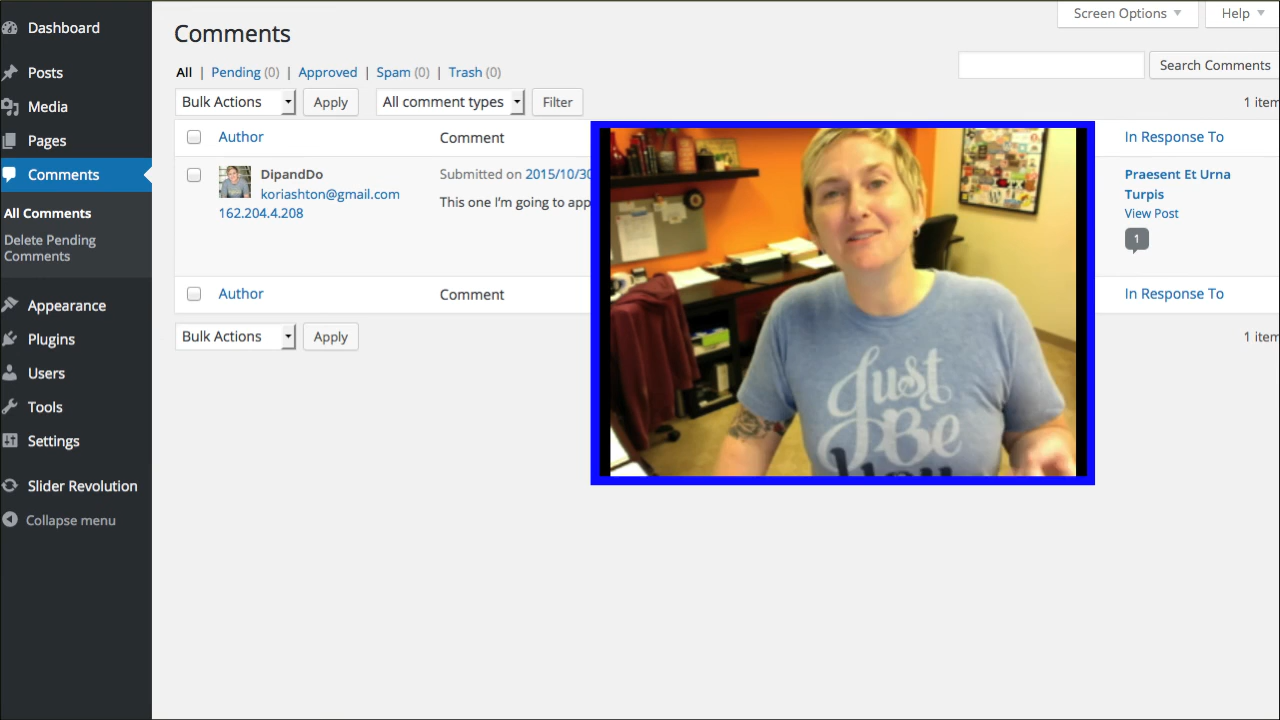 Screen Options Help
Dashboard
Posts
Media
Pages
Comments
All Comments
Delete Pending
Comments
Appearance
Plugins
Users
Tools
Settings
Slider Revolution
Collapse menu
Comments
All | Pending (0) | Approved | Spam (0) | Trash (0)
Search Comments
Bulk Actions Apply All comment types Filter
1 item
Author Comment In Response To
DipandDo
koriashton@gmail.com
162.204.4.208
Submitted on 2015/10/30
This one I'm going to app
Praesent Et Urna
Turpis
View Post
1
Author Comment In Response To
Bulk Actions Apply
1 item
Just
Be
You